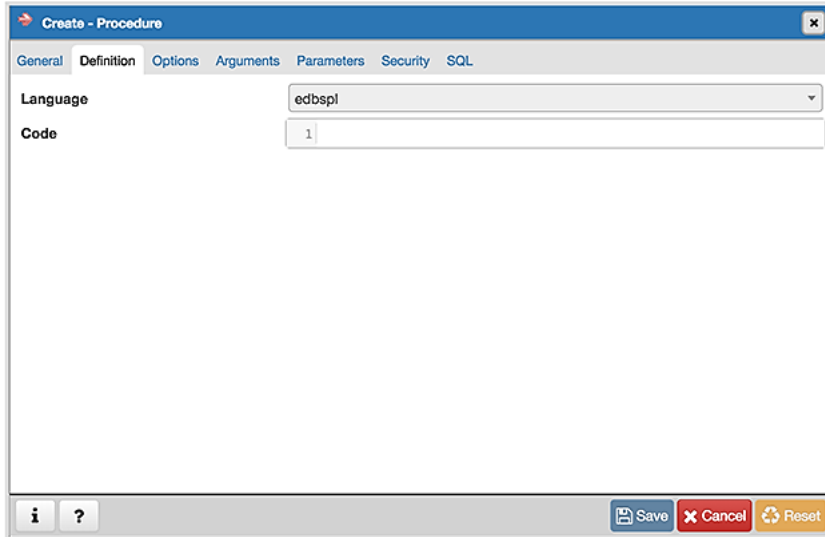 Create - Procedure
General Definition Options Arguments Parameters Security SQL
Language edbspl
Code 1
i ? Save Cancel Reset